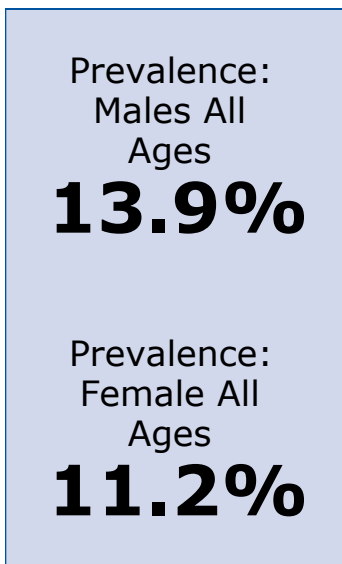 Prevalence:
Males All
Ages
13.9%
Prevalence:
Female All
Ages
11.2%